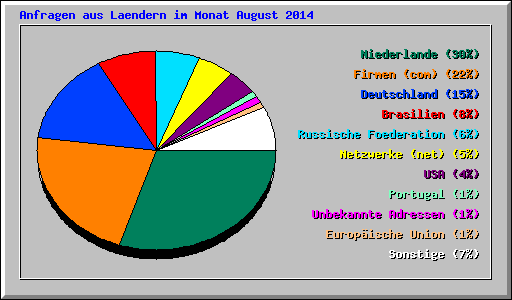 Anfragen aus Laendern im Monat August 2014
Niederlande (30%)
Firmen (com) (22%)
Deutschland (15%)
Brasilien (8%)
Russische Foederation (6%)
Netzwerke (net) (5%)
USA (4%)
Portugal (1%)
Unbekannte Adressen (1%)
Europäische Union (1%)
Sonstige (7%)